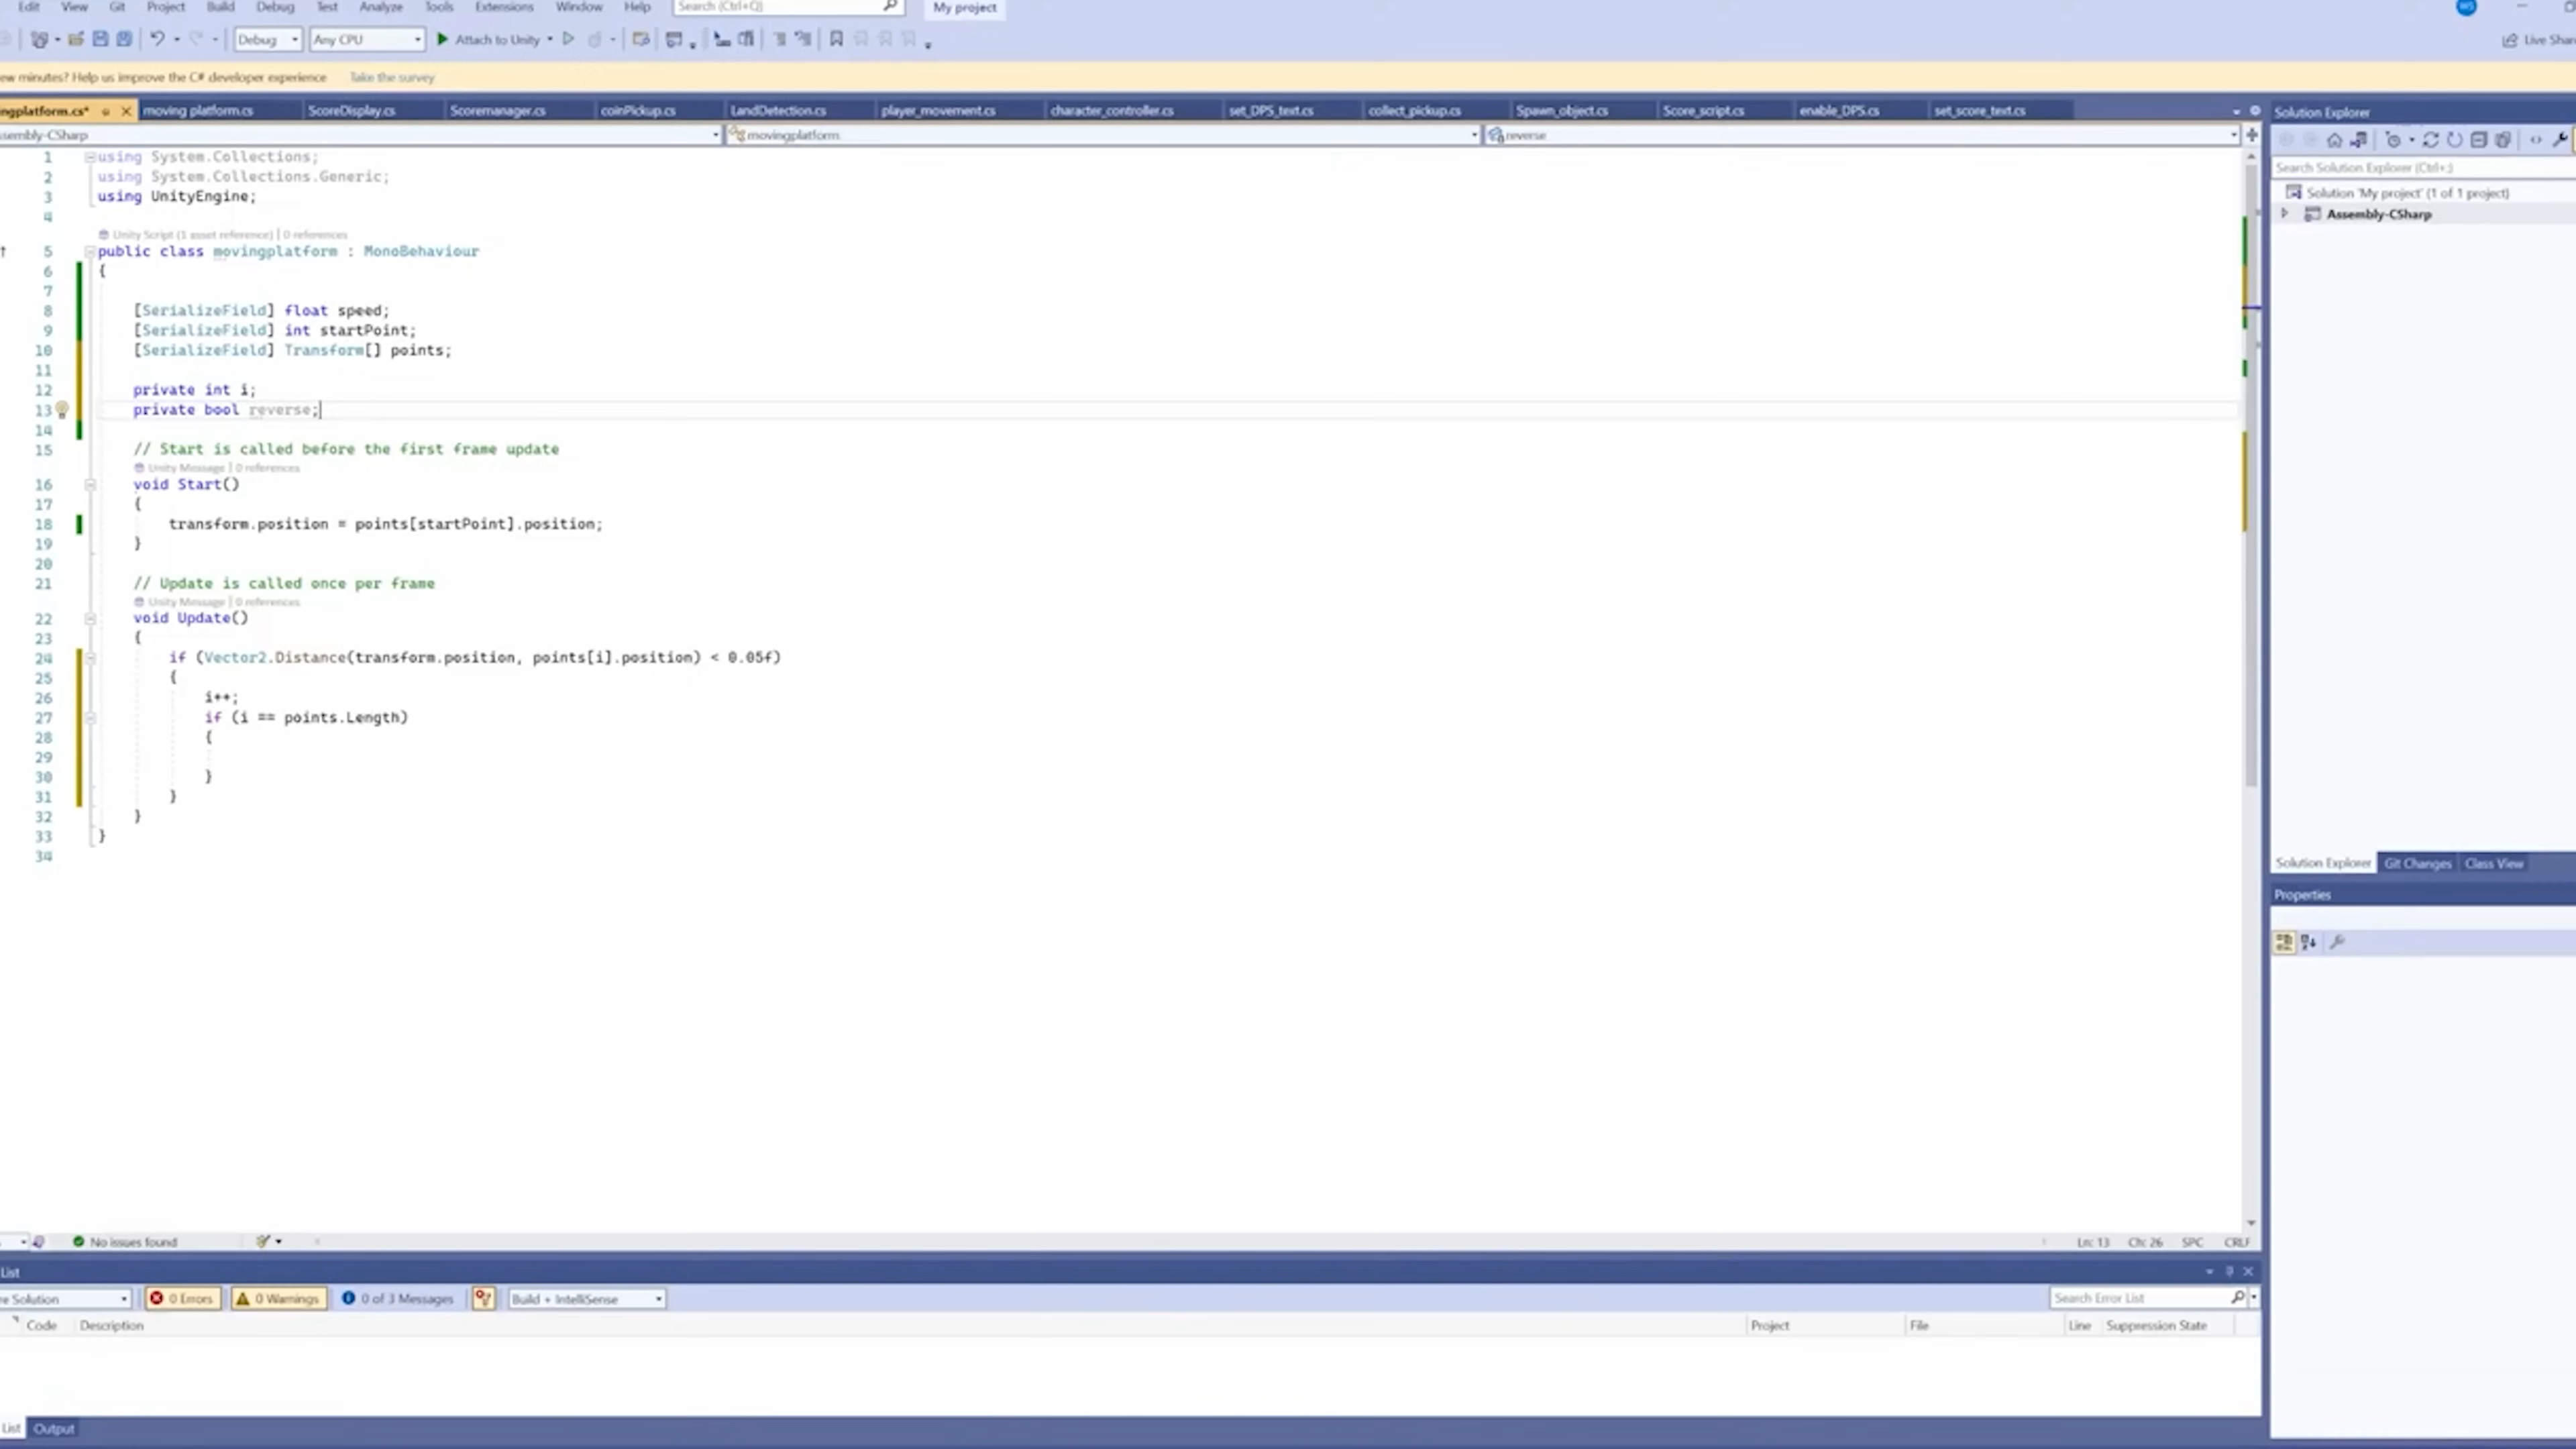 Edit View Git Project Build Debug Test Analyze Tools Extensions Window Help Search (Ctrl+Q) My project
Debug Any CPU Attach to Unity Live Shar
ew minutes? Help us improve the C# developer experience Take the survey
ngplatform.cs* moving platform.cs ScoreDisplay.cs Scoremanager.cs coinPickup.cs LandDetection.cs player_movement.cs character_controller.cs set_DPS_text.cs collect_pickup.cs Spawn_object.cs Score_script.cs enable_DPS.cs set_score_text.cs Solution Explorer
ssembly-CSharp movingplatform reverse
Search Solution Explorer (Ctrl+;)
Solution 'My project' (1 of 1 project)
Assembly-CSharp
1 using System.Collections;
2 using System.Collections.Generic;
3 using UnityEngine;
4
Unity Script (1 asset reference) | 0 references
5 public class movingplatform : MonoBehaviour
6 {
7
8 [SerializeField] float speed;
9 [SerializeField] int startPoint;
10 [SerializeField] Transform[] points;
11
12 private int i;
13 private bool reverse;
14
15 // Start is called before the first frame update
Unity Message | 0 references
16 void Start()
17 {
18 transform.position = points[startPoint].position;
19 }
20
21 // Update is called once per frame
Unity Message | 0 references
22 void Update()
23 {
24 if (Vector2.Distance(transform.position, points[i].position) < 0.05f)
25 {
26 i++;
27 if (i == points.Length)
28 {
29
30 }
31 }
32 }
33 }
34
Solution Explorer Git Changes Class View
Properties
No issues found Ln: 13 Ch: 26 SPC CRLF
List
re Solution 0 Errors 0 Warnings 0 of 3 Messages Build + IntelliSense Search Error List
Code Description Project File Line Suppression State
List Output